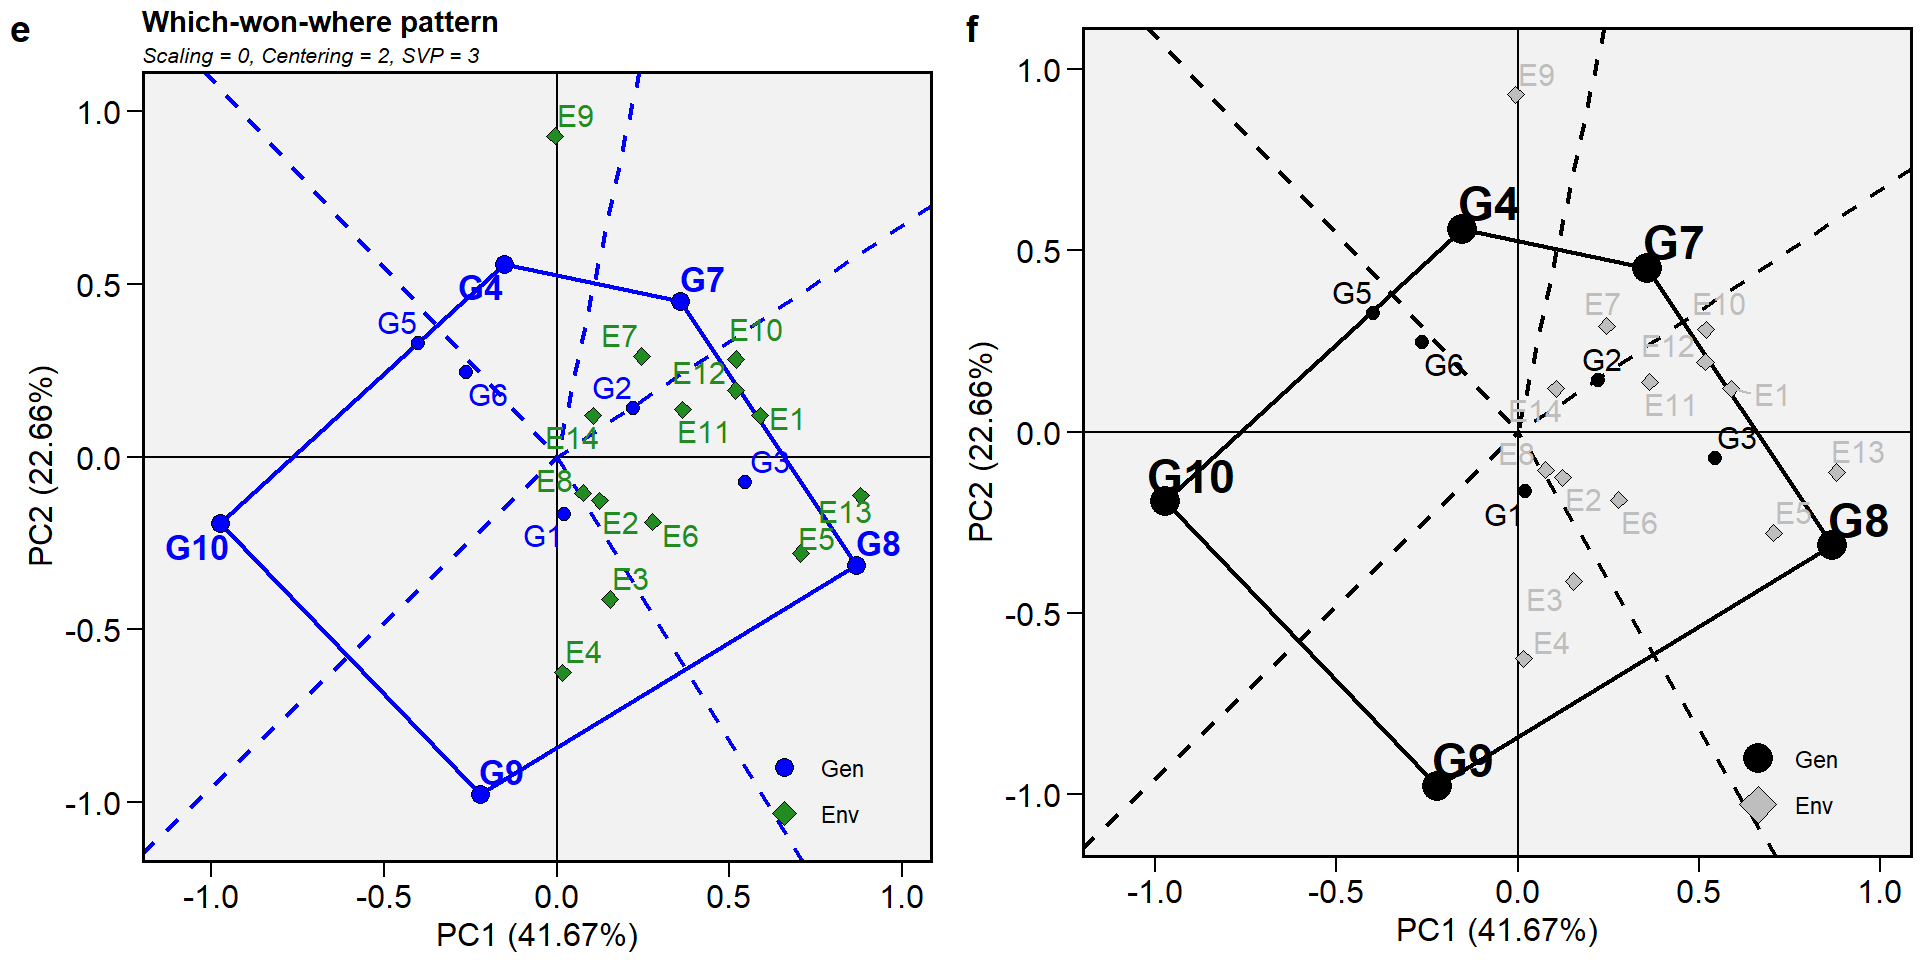 e
Which-won-where pattern
Scaling = 0, Centering = 2, SVP = 3
1.0
0.5
0.0
-0.5
-1.0
PC2 (22.66%)
E9
G4
G7
G5
E7
E10
G6
G2
E12
E14
E11
E1
G3
E8
E13
G10
G1
E2
E6
E5
G8
E3
E4
G9
Gen
Env
-1.0 -0.5 0.0 0.5 1.0
PC1 (41.67%)
f
1.0
0.5
0.0
-0.5
-1.0
PC2 (22.66%)
E9
G4
G7
G5
E7
E10
G6
G2
E12
E14
E11
E1
G3
E8
E13
G10
G1
E2
E6
E5
G8
E3
E4
G9
Gen
Env
-1.0 -0.5 0.0 0.5 1.0
PC1 (41.67%)